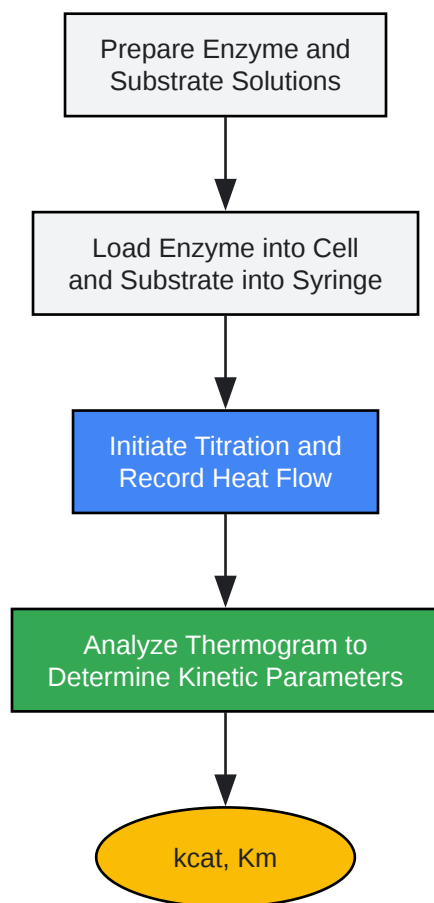 Prepare Enzyme and
Substrate Solutions
Load Enzyme into Cell
and Substrate into Syringe
Initiate Titration and
Record Heat Flow
Analyze Thermogram to
Determine Kinetic Parameters
kcat, Km